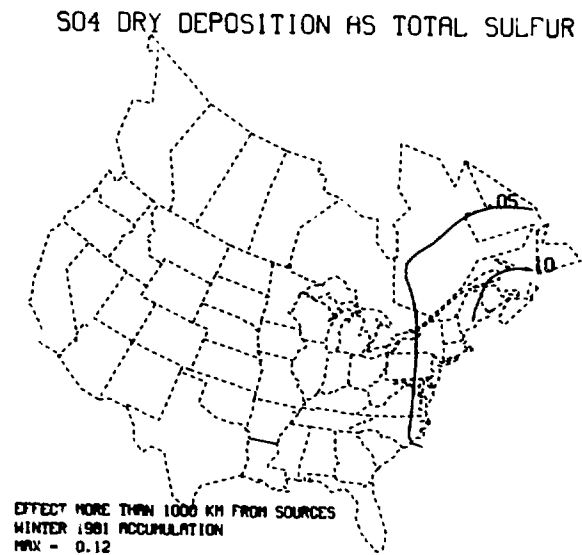 SO4 DRY DEPOSITION AS TOTAL SULFUR
.05
.10
EFFECT MORE THAN 1000 KM FROM SOURCES
WINTER 1981 ACCUMULATION
MAX = 0.12